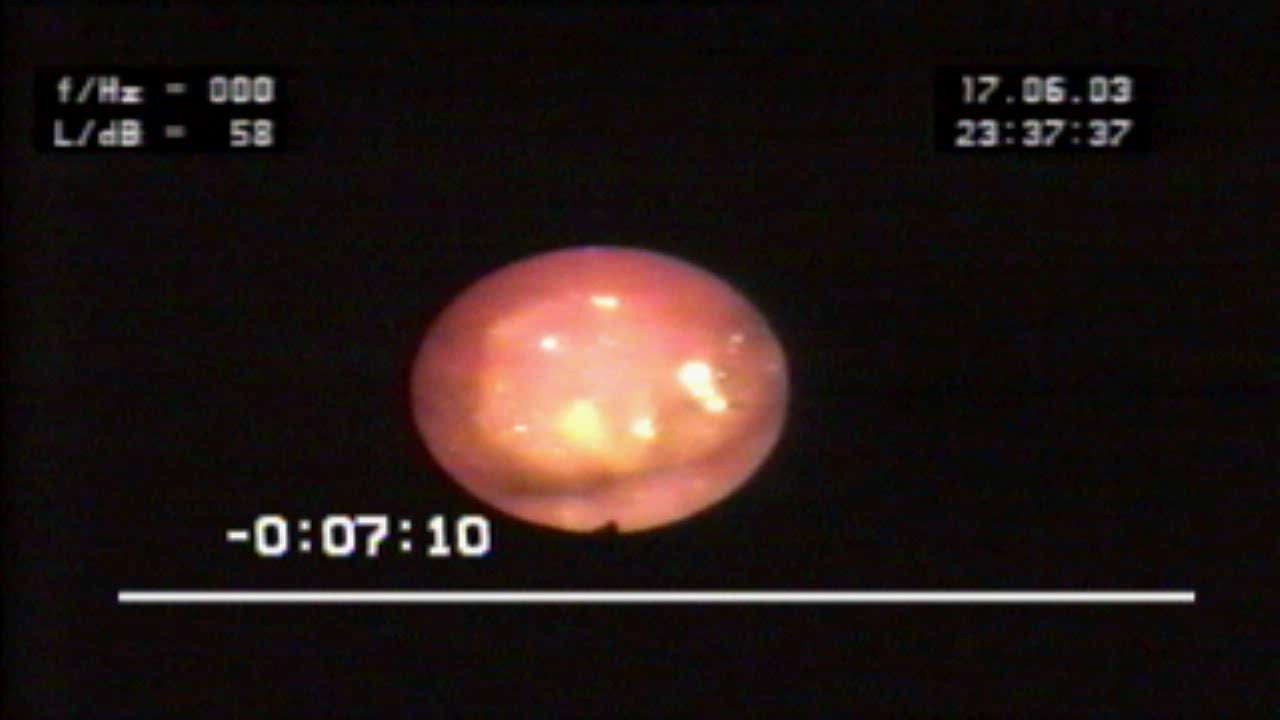 f/Hz - 000
L/dB - 58
17.06.03
23:37:37
-0:07:10